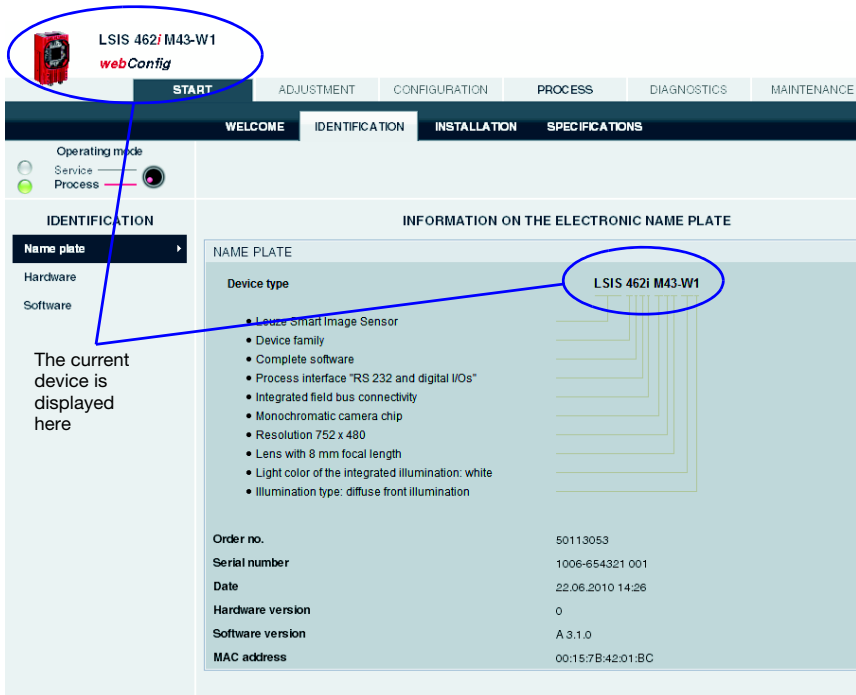 LSIS 462i M43-W1
webConfig
START ADJUSTMENT CONFIGURATION PROCESS DIAGNOSTICS MAINTENANCE
WELCOME IDENTIFICATION INSTALLATION SPECIFICATIONS
Operating mode
Service
Process
IDENTIFICATION
Name plate
Hardware
Software
The current
device is
displayed
here
INFORMATION ON THE ELECTRONIC NAME PLATE
NAME PLATE
Device type LSIS 462i M43-W1
• Leuze Smart Image Sensor
• Device family
• Complete software
• Process interface "RS 232 and digital I/Os"
• Integrated field bus connectivity
• Monochromatic camera chip
• Resolution 752 x 480
• Lens with 8 mm focal length
• Light color of the integrated illumination: white
• Illumination type: diffuse front illumination
Order no. 50113053
Serial number 1006-654321 001
Date 22.06.2010 14:26
Hardware version 0
Software version A 3.1.0
MAC address 00:15:7B:42:01:BC